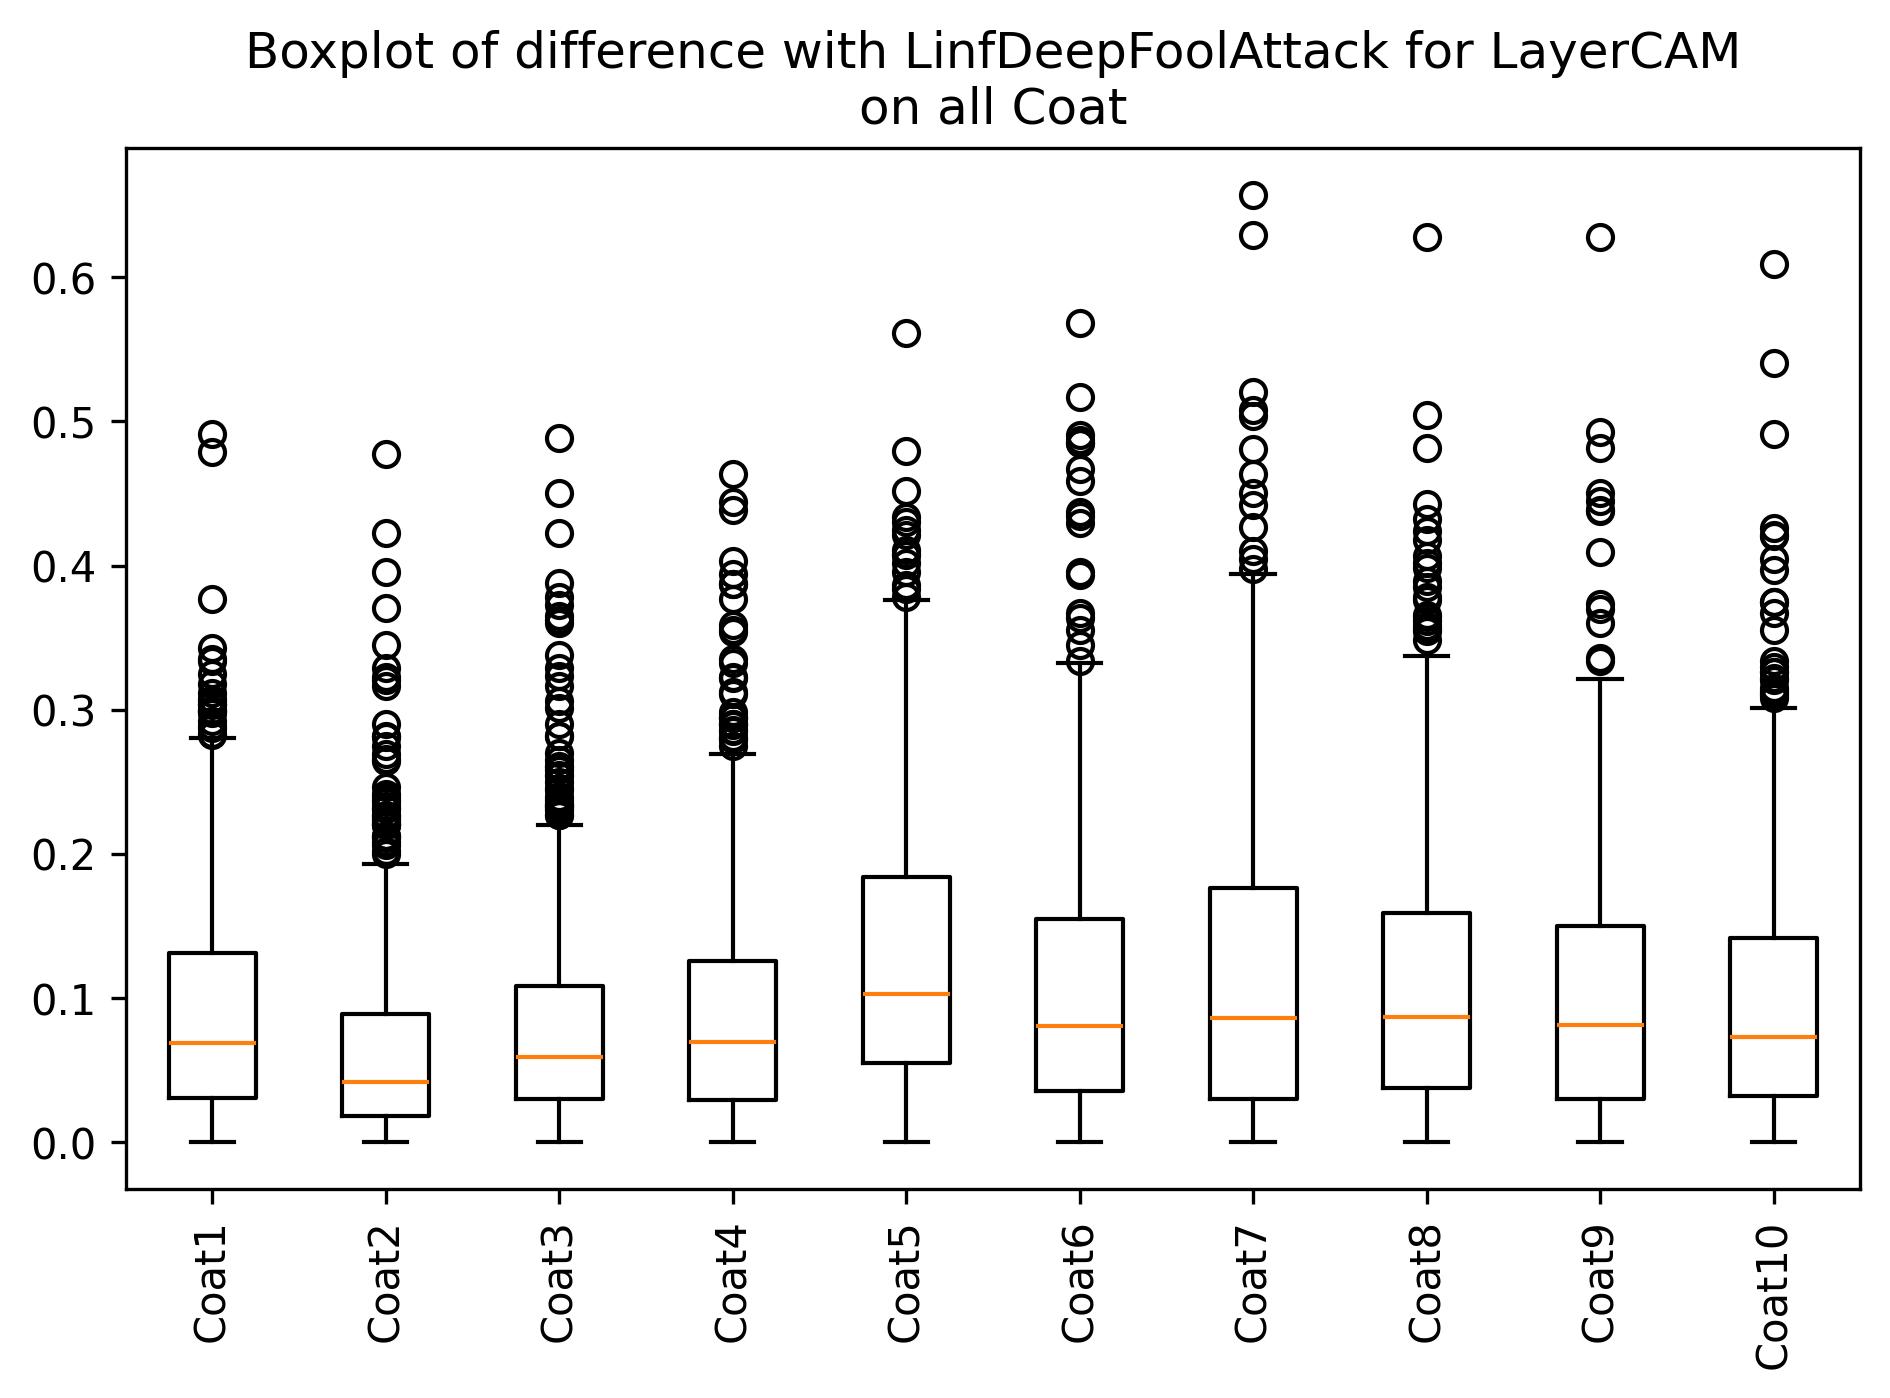 Boxplot of difference with LinfDeepFoolAttack for LayerCAM
on all Coat
0.6
0.5
0.4
0.3
0.2
0.1
0.0
Coat1
Coat2
Coat3
Coat4
Coat5
Coat6
Coat7
Coat8
Coat9
Coat10